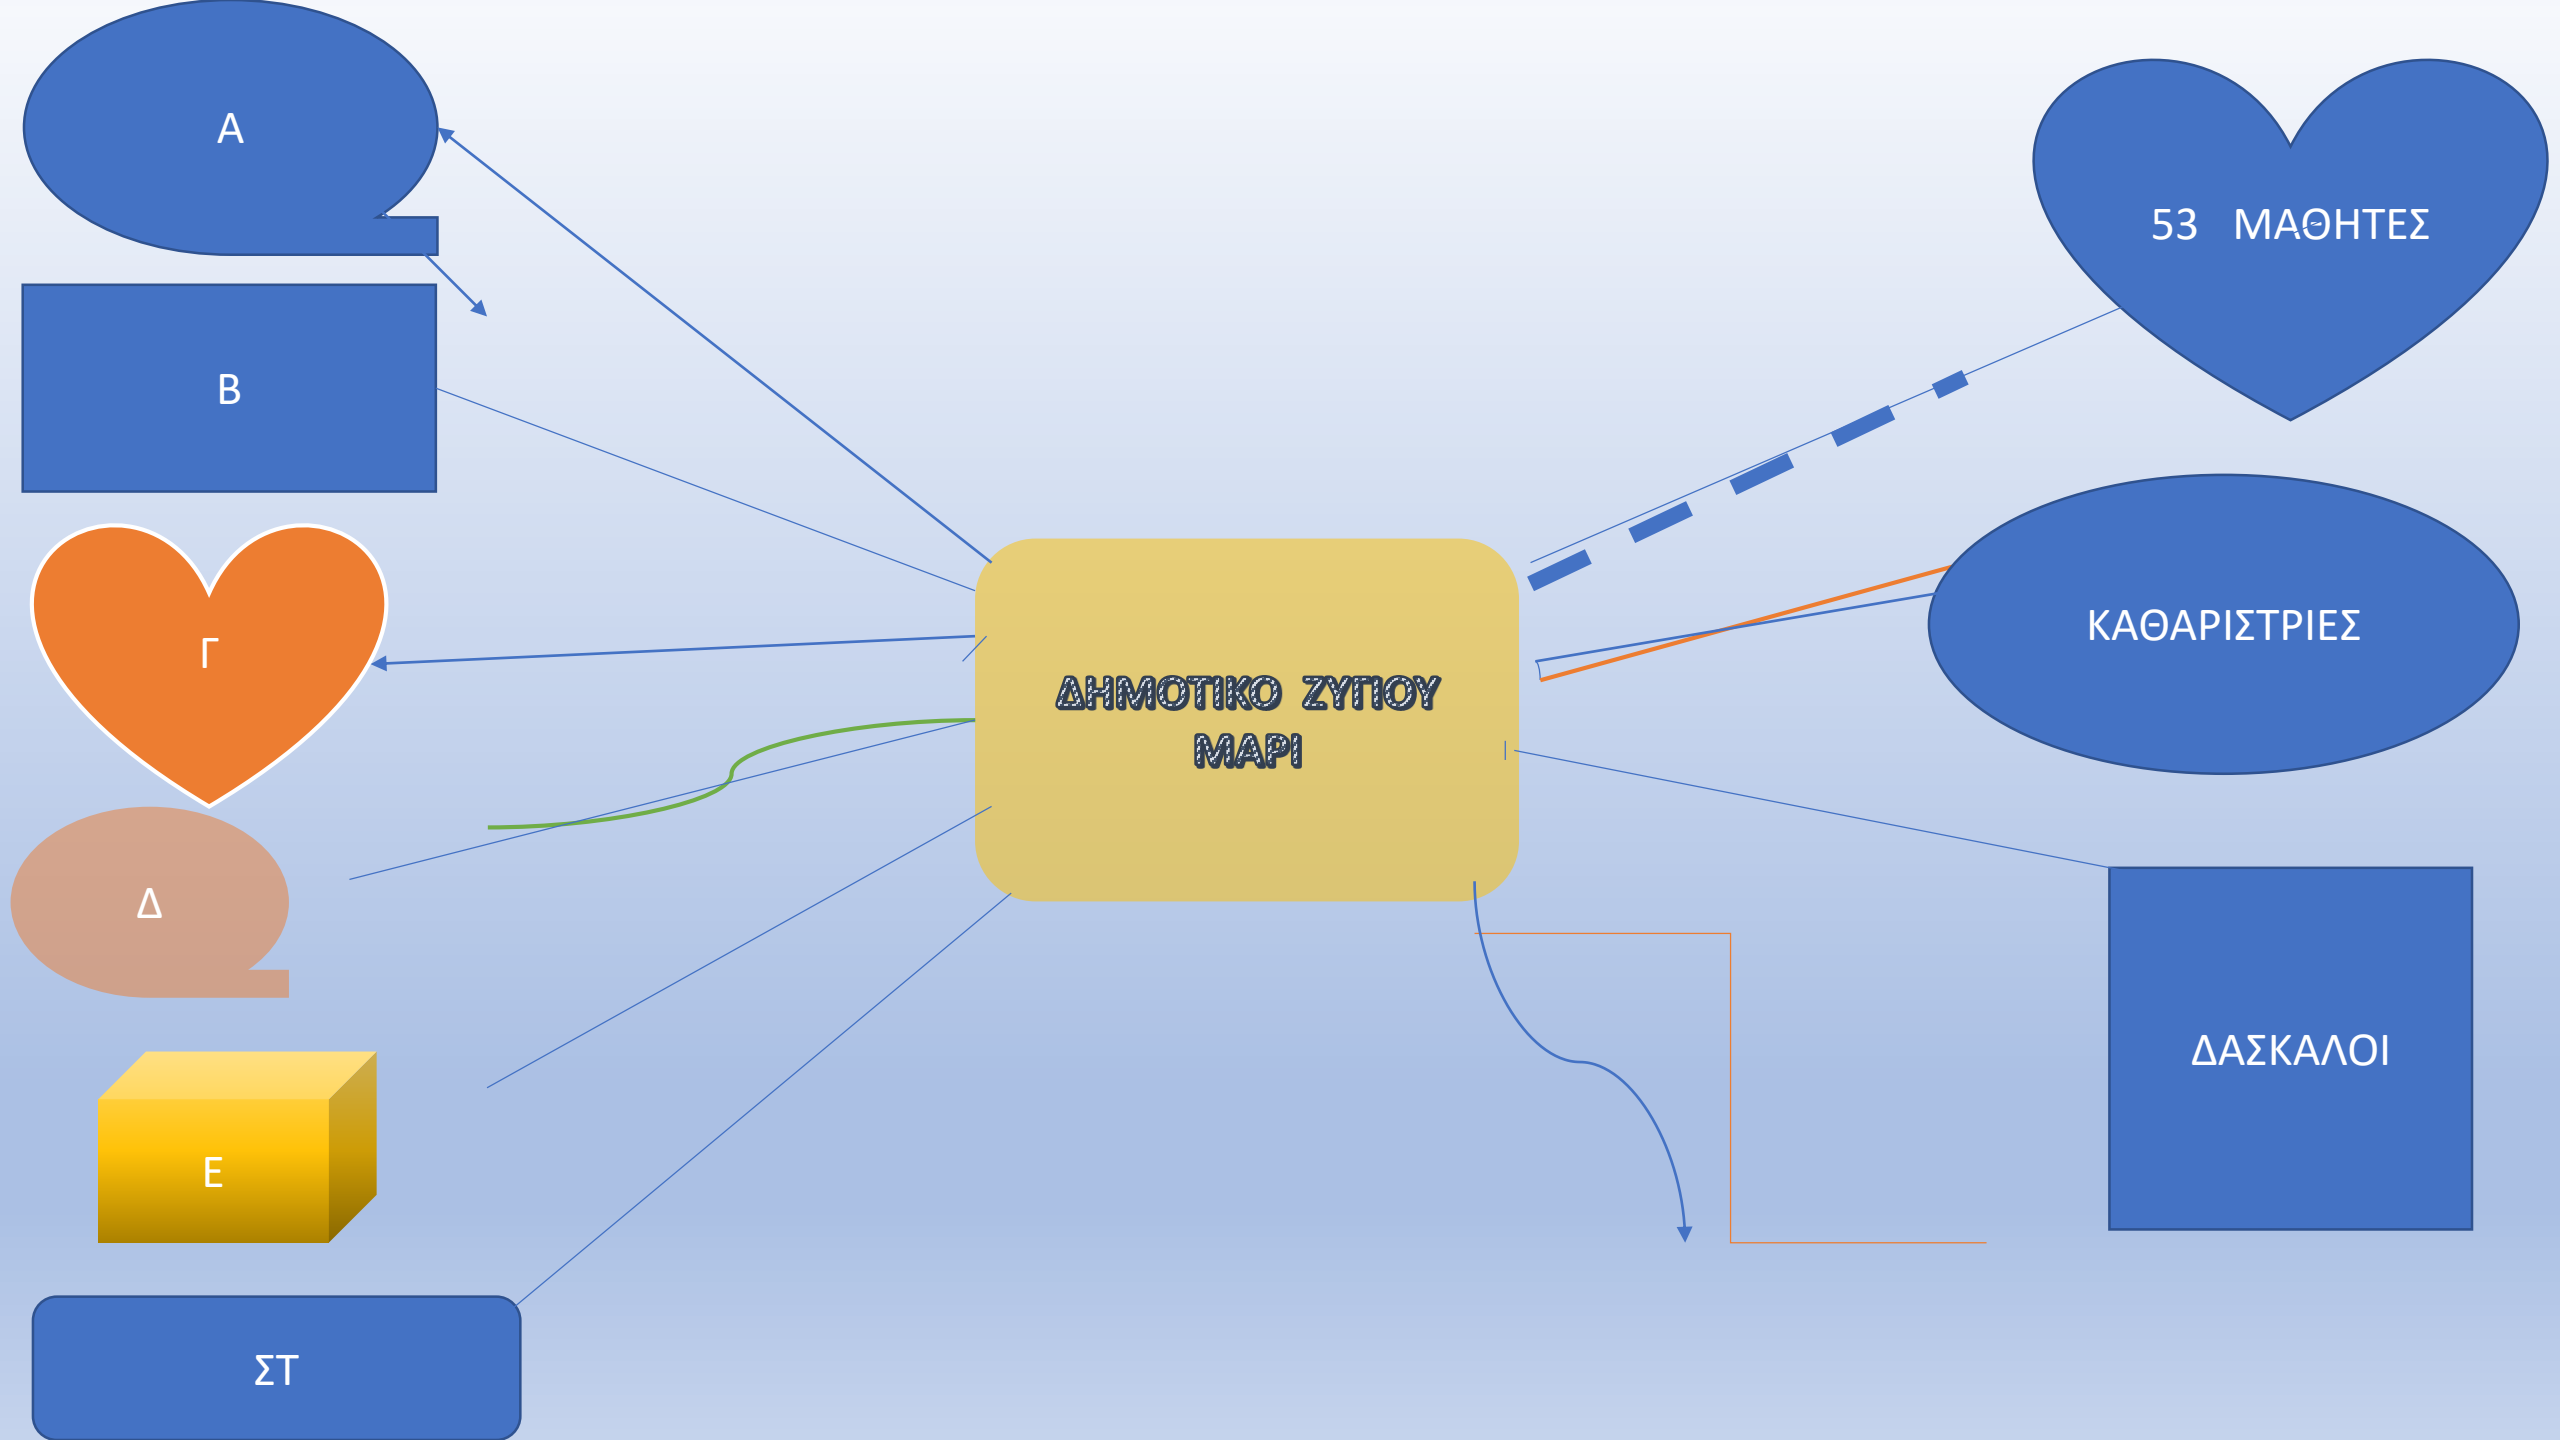 Α
Β
Γ
Δ
Ε
ΣΤ
ΔΗΜΟΤΙΚΟ ΖΥΓΙΟΥ
ΜΑΡΙ
53 ΜΑΘΗΤΕΣ
ΚΑΘΑΡΙΣΤΡΙΕΣ
ΔΑΣΚΑΛΟΙ